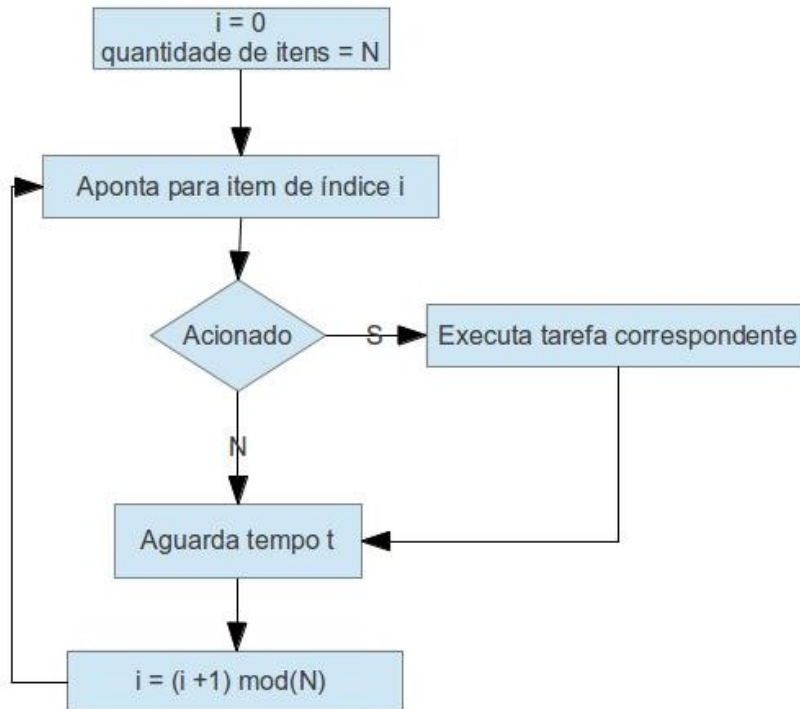 i = 0
quantidade de itens = N
Aponta para item de índice i
Acionado
S
Executa tarefa correspondente
N
Aguarda tempo t
i = (i +1) mod(N)